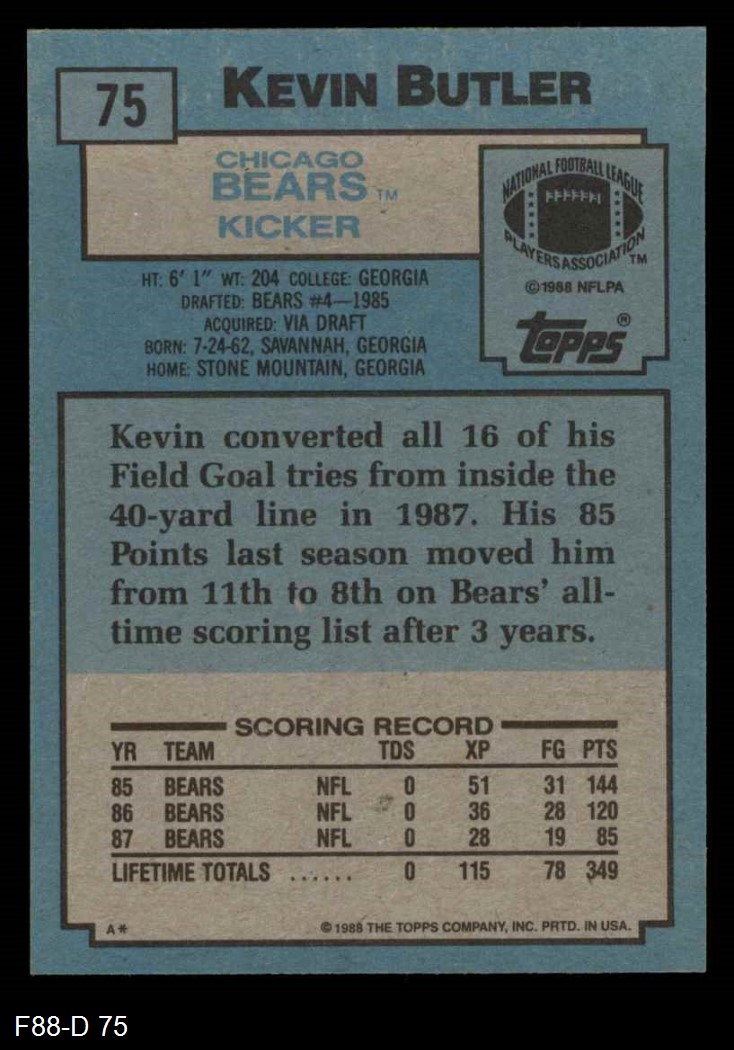 75
KEVIN BUTLER
CHICAGO
BEARS TM
KICKER
NATIONAL FOOTBALL LEAGUE
PLAYERS ASSOCIATION TM
©1988 NFLPA
topps®
HT: 6' 1" WT: 204 COLLEGE: GEORGIA
DRAFTED: BEARS #4—1985
ACQUIRED: VIA DRAFT
BORN: 7-24-62, SAVANNAH, GEORGIA
HOME: STONE MOUNTAIN, GEORGIA
Kevin converted all 16 of his
Field Goal tries from inside the
40-yard line in 1987. His 85
Points last season moved him
from 11th to 8th on Bears' all-
time scoring list after 3 years.
SCORING RECORD
YR TEAM TDS XP FG PTS
85 BEARS NFL 0 51 31 144
86 BEARS NFL 0 36 28 120
87 BEARS NFL 0 28 19 85
LIFETIME TOTALS ...... 0 115 78 349
A* ©1988 THE TOPPS COMPANY, INC. PRTD. IN USA.
F88-D 75